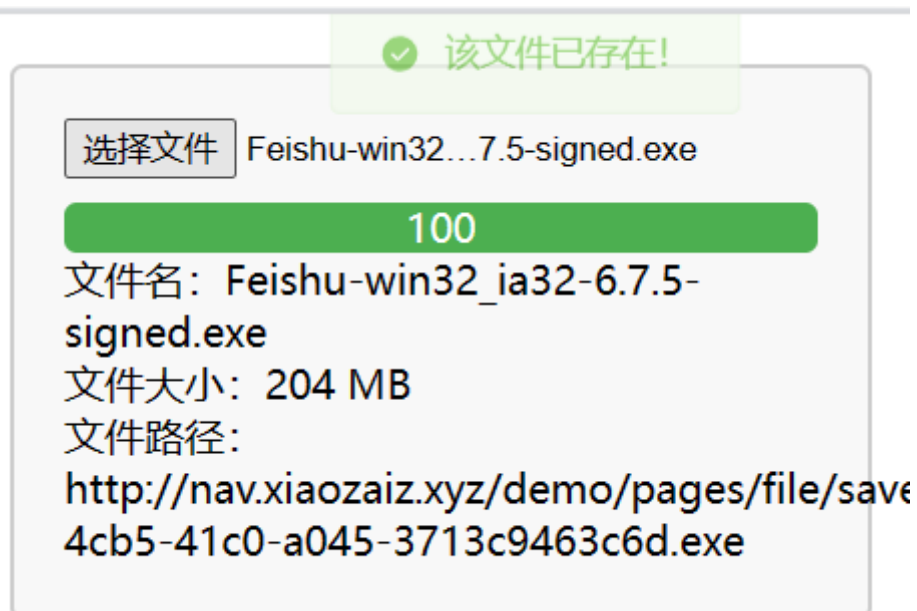 该文件已存在!
选择文件 Feishu-win32...7.5-signed.exe
100
文件名：Feishu-win32_ia32-6.7.5-
signed.exe
文件大小：204 MB
文件路径：
http://nav.xiaozaiz.xyz/demo/pages/file/save
4cb5-41c0-a045-3713c9463c6d.exe